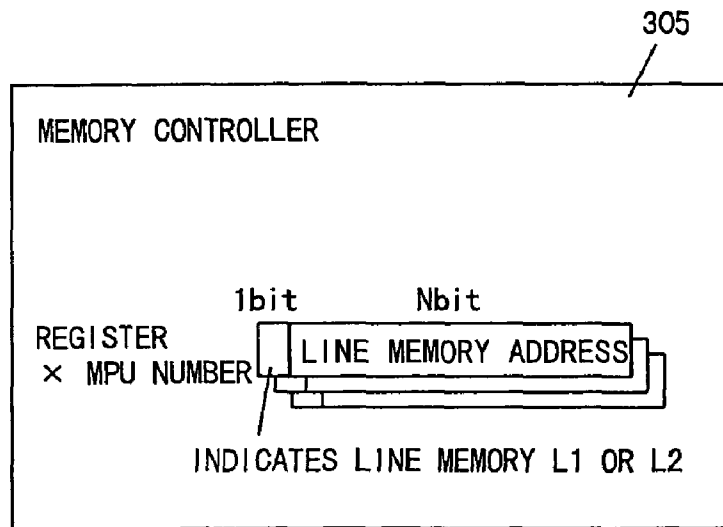 305
MEMORY CONTROLLER
1bit Nbit
REGISTER
× MPU NUMBER
LINE MEMORY ADDRESS
INDICATES LINE MEMORY L1 OR L2